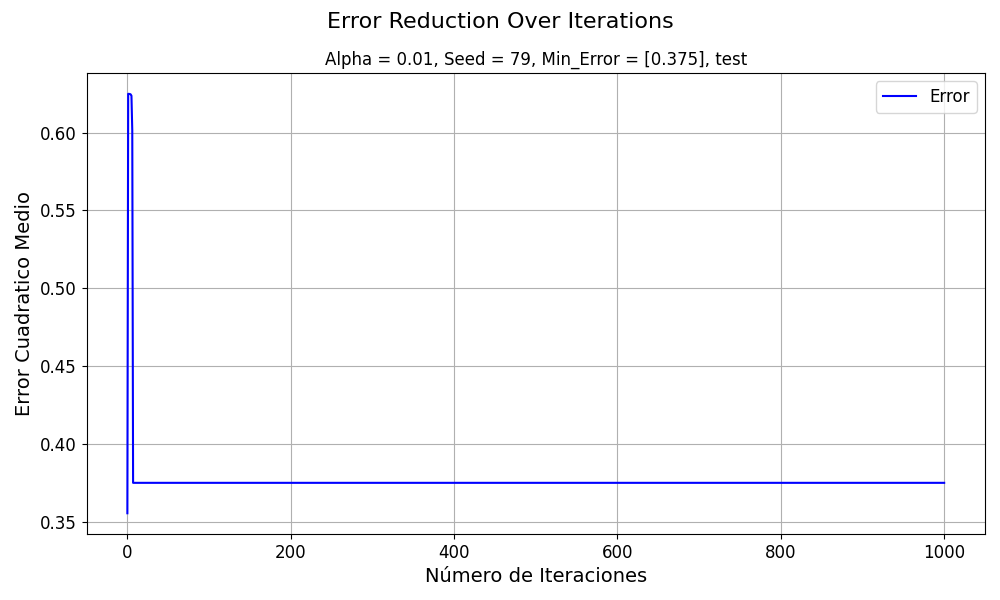 Error Reduction Over Iterations
Alpha = 0.01, Seed = 79, Min_Error = [0.375], test
Error
0.60
0.55
0.50
0.45
0.40
0.35
Error Cuadratico Medio
0 200 400 600 800 1000
Número de Iteraciones